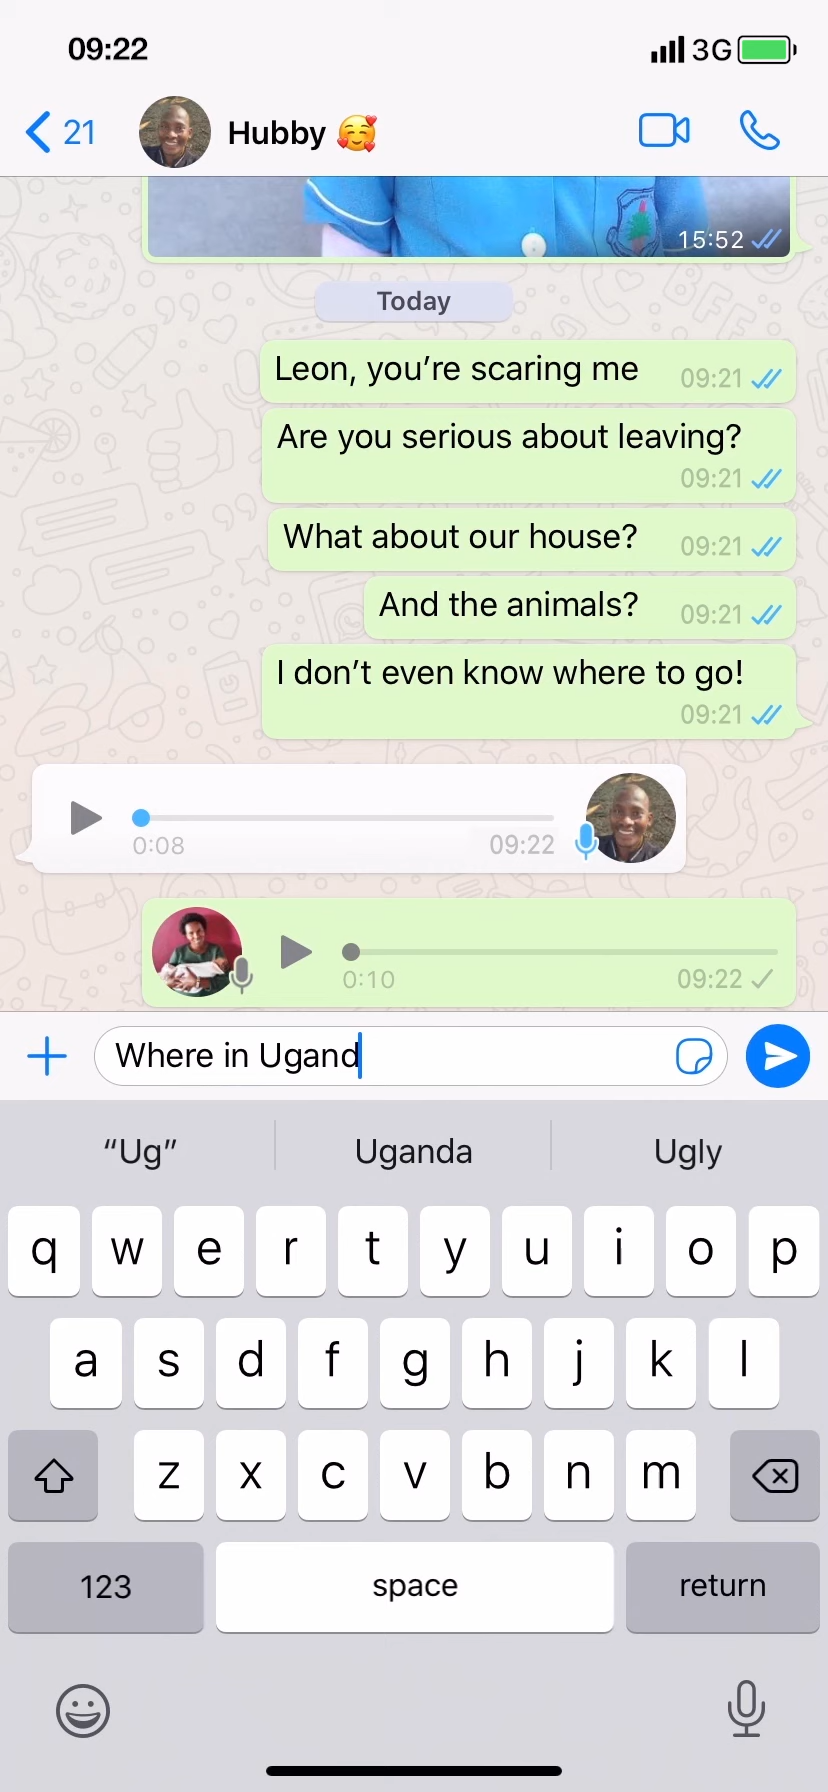 09:22
3G
21
Hubby 🥰
15:52
Today
Leon, you’re scaring me 09:21
Are you serious about leaving?
09:21
What about our house? 09:21
And the animals? 09:21
I don’t even know where to go!
09:21
0:08 09:22
0:10 09:22
Where in Ugand
“Ug” Uganda Ugly
q w e r t y u i o p
a s d f g h j k l
z x c v b n m
123 space return